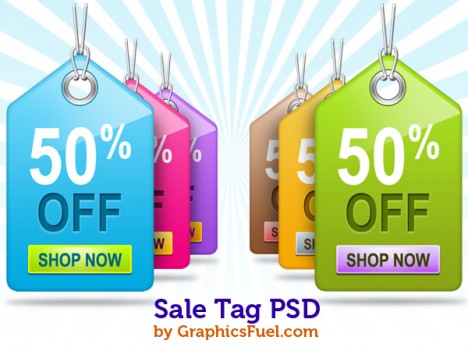 50% OFF
SHOP NOW
50% OFF
SHOP NOW
Sale Tag PSD
by GraphicsFuel.com